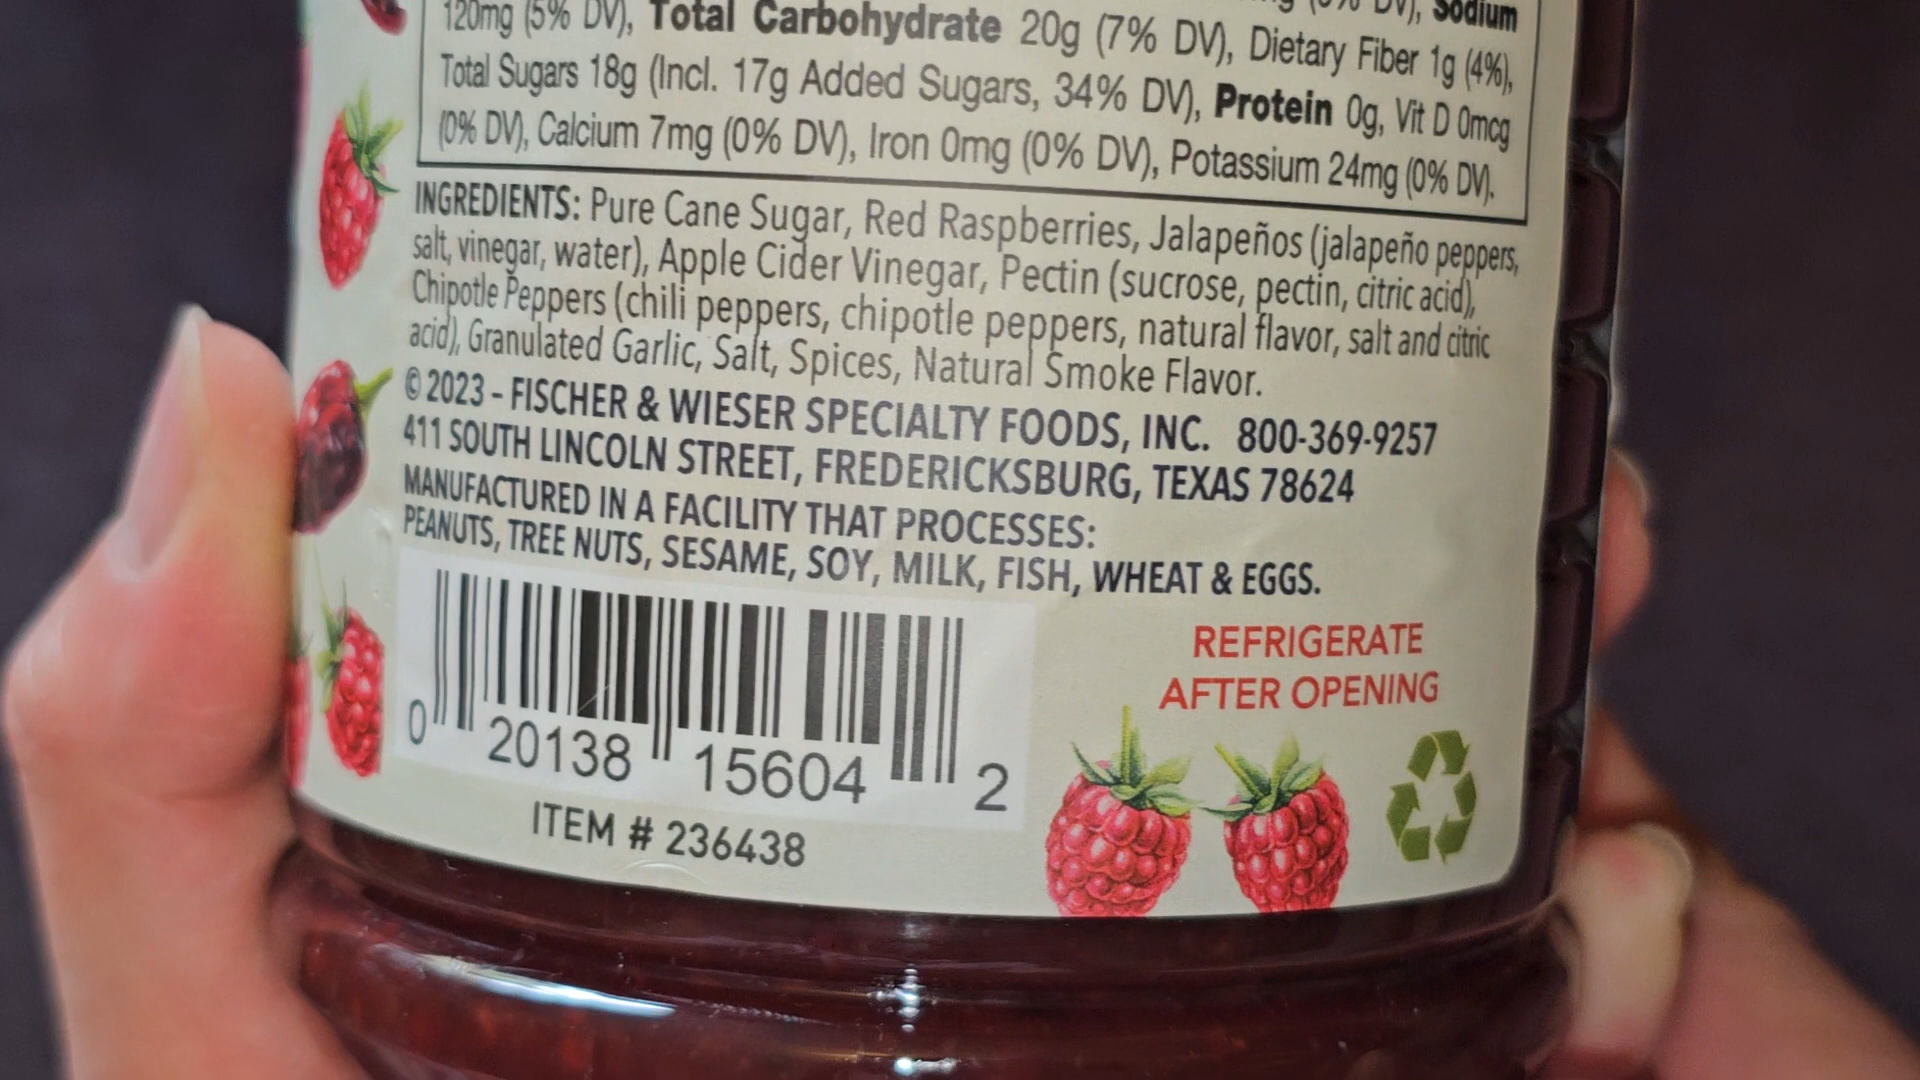 120mg (5% DV), Total Carbohydrate 20g (7% DV), Dietary Fiber 1g (4%),
Total Sugars 18g (Incl. 17g Added Sugars, 34% DV), Protein 0g, Vit D 0mcg
(0% DV), Calcium 7mg (0% DV), Iron 0mg (0% DV), Potassium 24mg (0% DV).
INGREDIENTS: Pure Cane Sugar, Red Raspberries, Jalapeños (jalapeño peppers,
salt, vinegar, water), Apple Cider Vinegar, Pectin (sucrose, pectin, citric acid),
Chipotle Peppers (chili peppers, chipotle peppers, natural flavor, salt and citric
acid), Granulated Garlic, Salt, Spices, Natural Smoke Flavor.
© 2023 - FISCHER & WIESER SPECIALTY FOODS, INC. 800-369-9257
411 SOUTH LINCOLN STREET, FREDERICKSBURG, TEXAS 78624
MANUFACTURED IN A FACILITY THAT PROCESSES:
PEANUTS, TREE NUTS, SESAME, SOY, MILK, FISH, WHEAT & EGGS.
REFRIGERATE
AFTER OPENING
0 20138 15604 2
ITEM # 236438